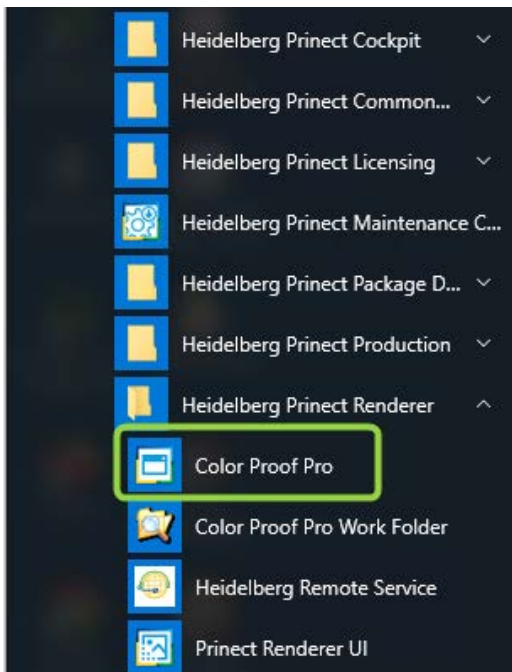 Heidelberg Prinect Cockpit
Heidelberg Prinect Common...
Heidelberg Prinect Licensing
Heidelberg Prinect Maintenance C...
Heidelberg Prinect Package D...
Heidelberg Prinect Production
Heidelberg Prinect Renderer
Color Proof Pro
Color Proof Pro Work Folder
Heidelberg Remote Service
Prinect Renderer UI